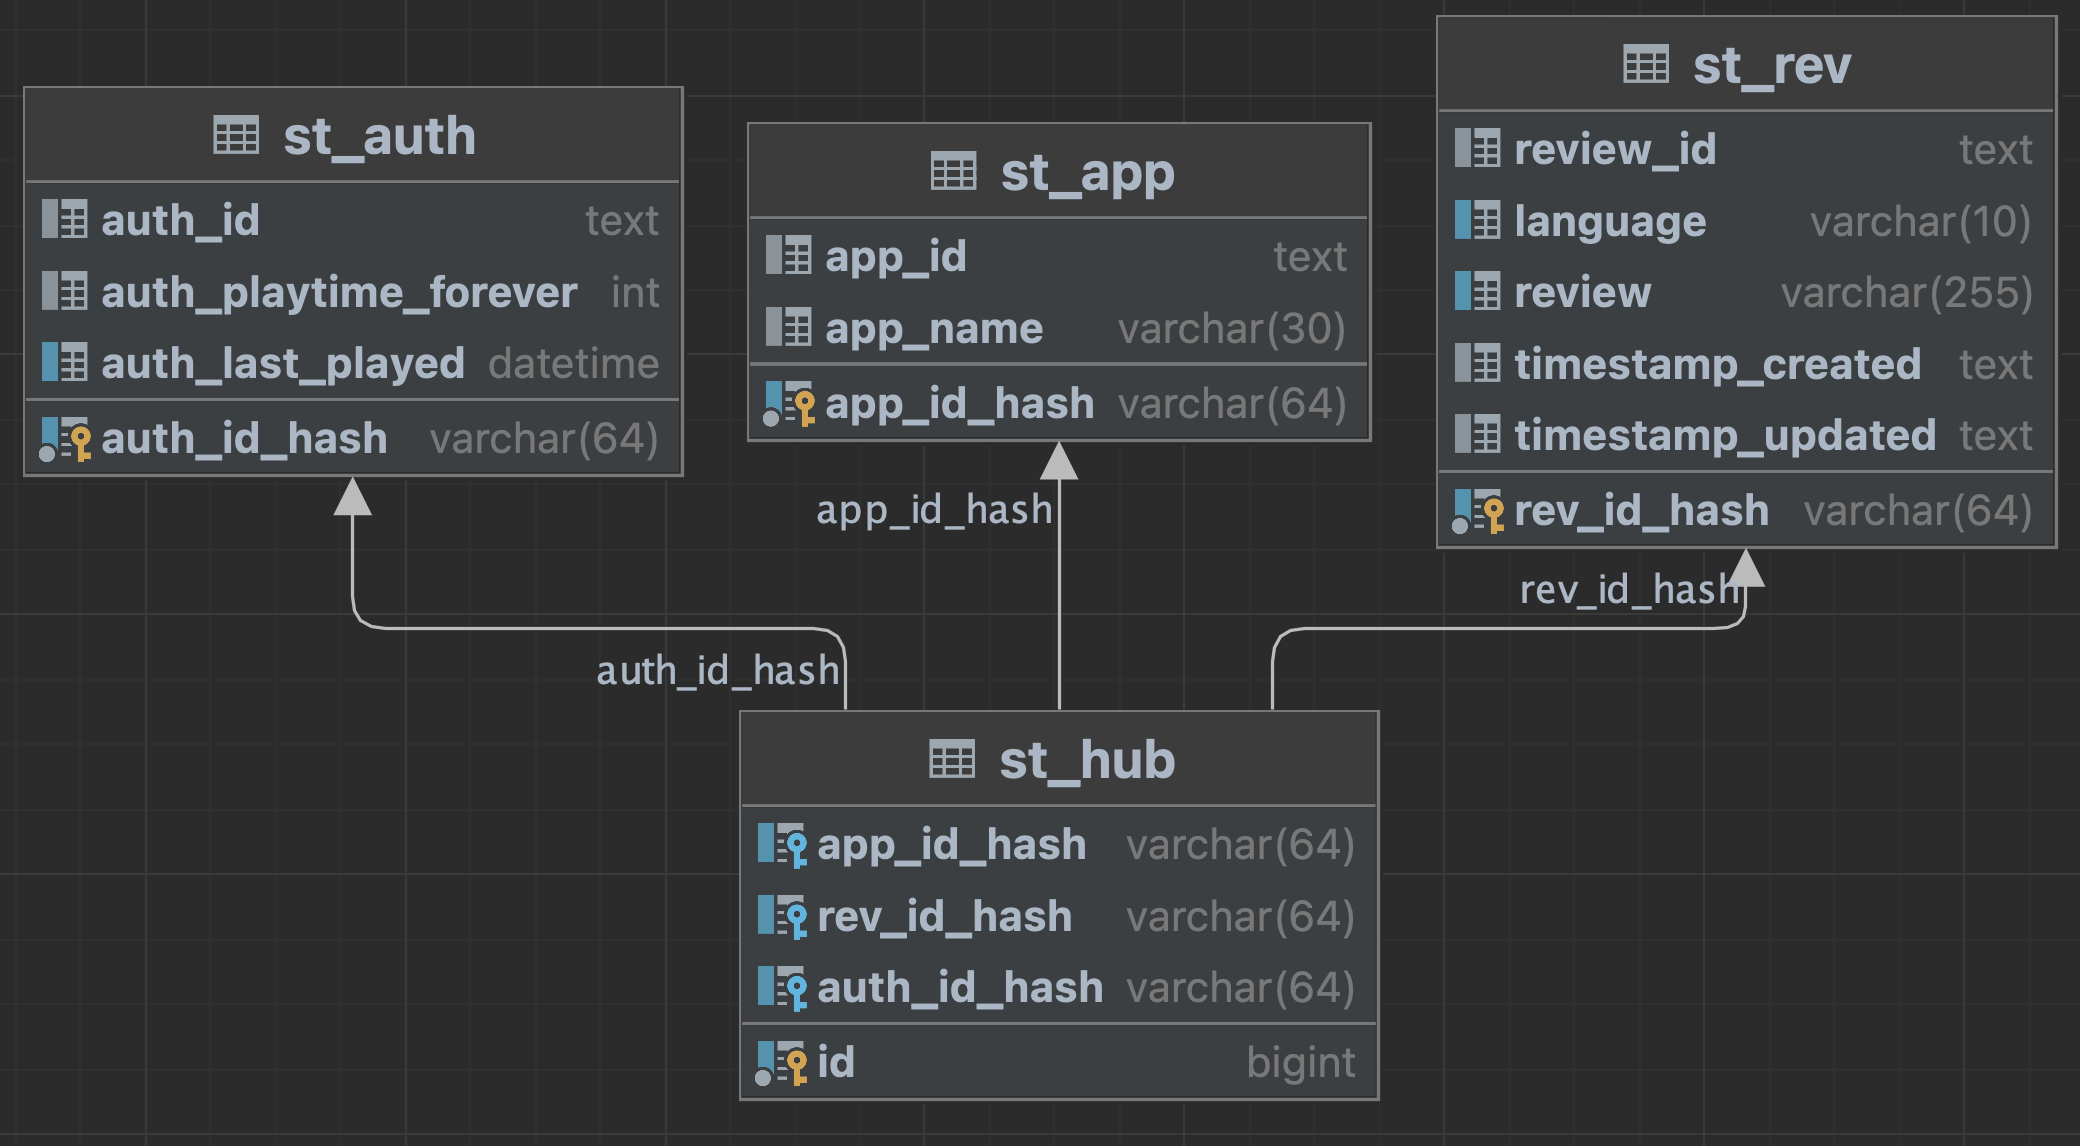 st_auth
auth_id text
auth_playtime_forever int
auth_last_played datetime
auth_id_hash varchar(64)
st_app
app_id text
app_name varchar(30)
app_id_hash varchar(64)
st_rev
review_id text
language varchar(10)
review varchar(255)
timestamp_created text
timestamp_updated text
rev_id_hash varchar(64)
app_id_hash
rev_id_hash
auth_id_hash
st_hub
app_id_hash varchar(64)
rev_id_hash varchar(64)
auth_id_hash varchar(64)
id bigint